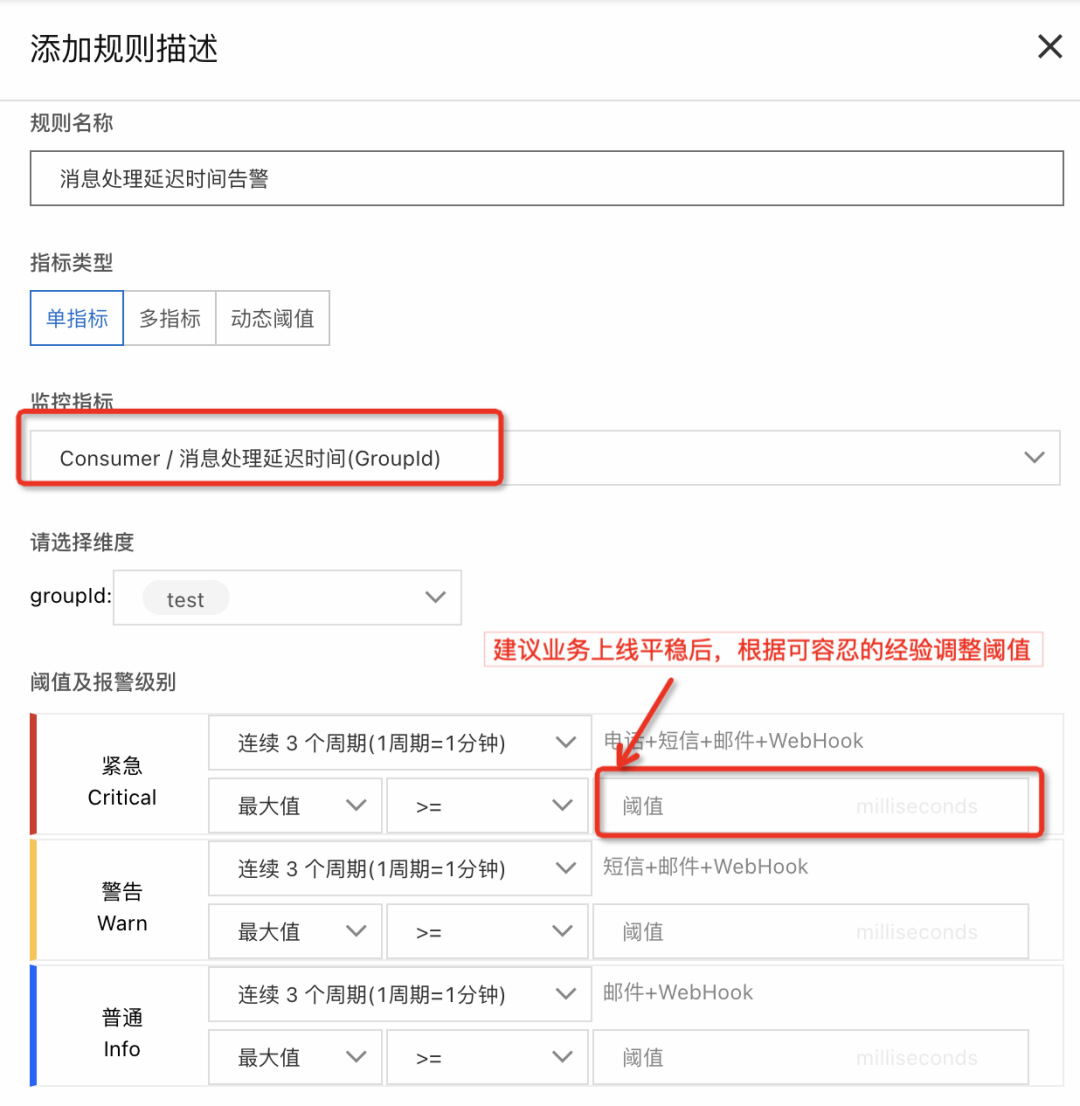 添加规则描述
规则名称
消息处理延迟时间告警
指标类型
单指标 多指标 动态阈值
监控指标
Consumer / 消息处理延迟时间(GroupId)
请选择维度
groupId: test
建议业务上线平稳后，根据可容忍的经验调整阈值
阈值及报警级别
紧急
Critical
连续 3 个周期(1周期=1分钟) 电话+短信+邮件+WebHook
最大值 >= 阈值 milliseconds
警告
Warn
连续 3 个周期(1周期=1分钟) 短信+邮件+WebHook
最大值 >= 阈值 milliseconds
普通
Info
连续 3 个周期(1周期=1分钟) 邮件+WebHook
最大值 >= 阈值 milliseconds